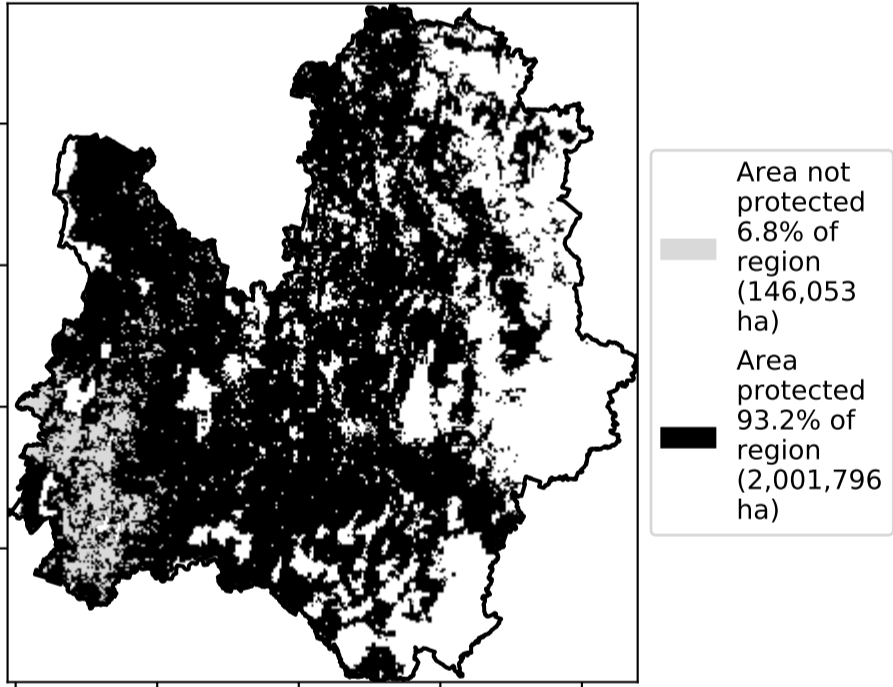 Area not
protected
6.8% of
region
(146,053
ha)
Area
protected
93.2% of
region
(2,001,796
ha)